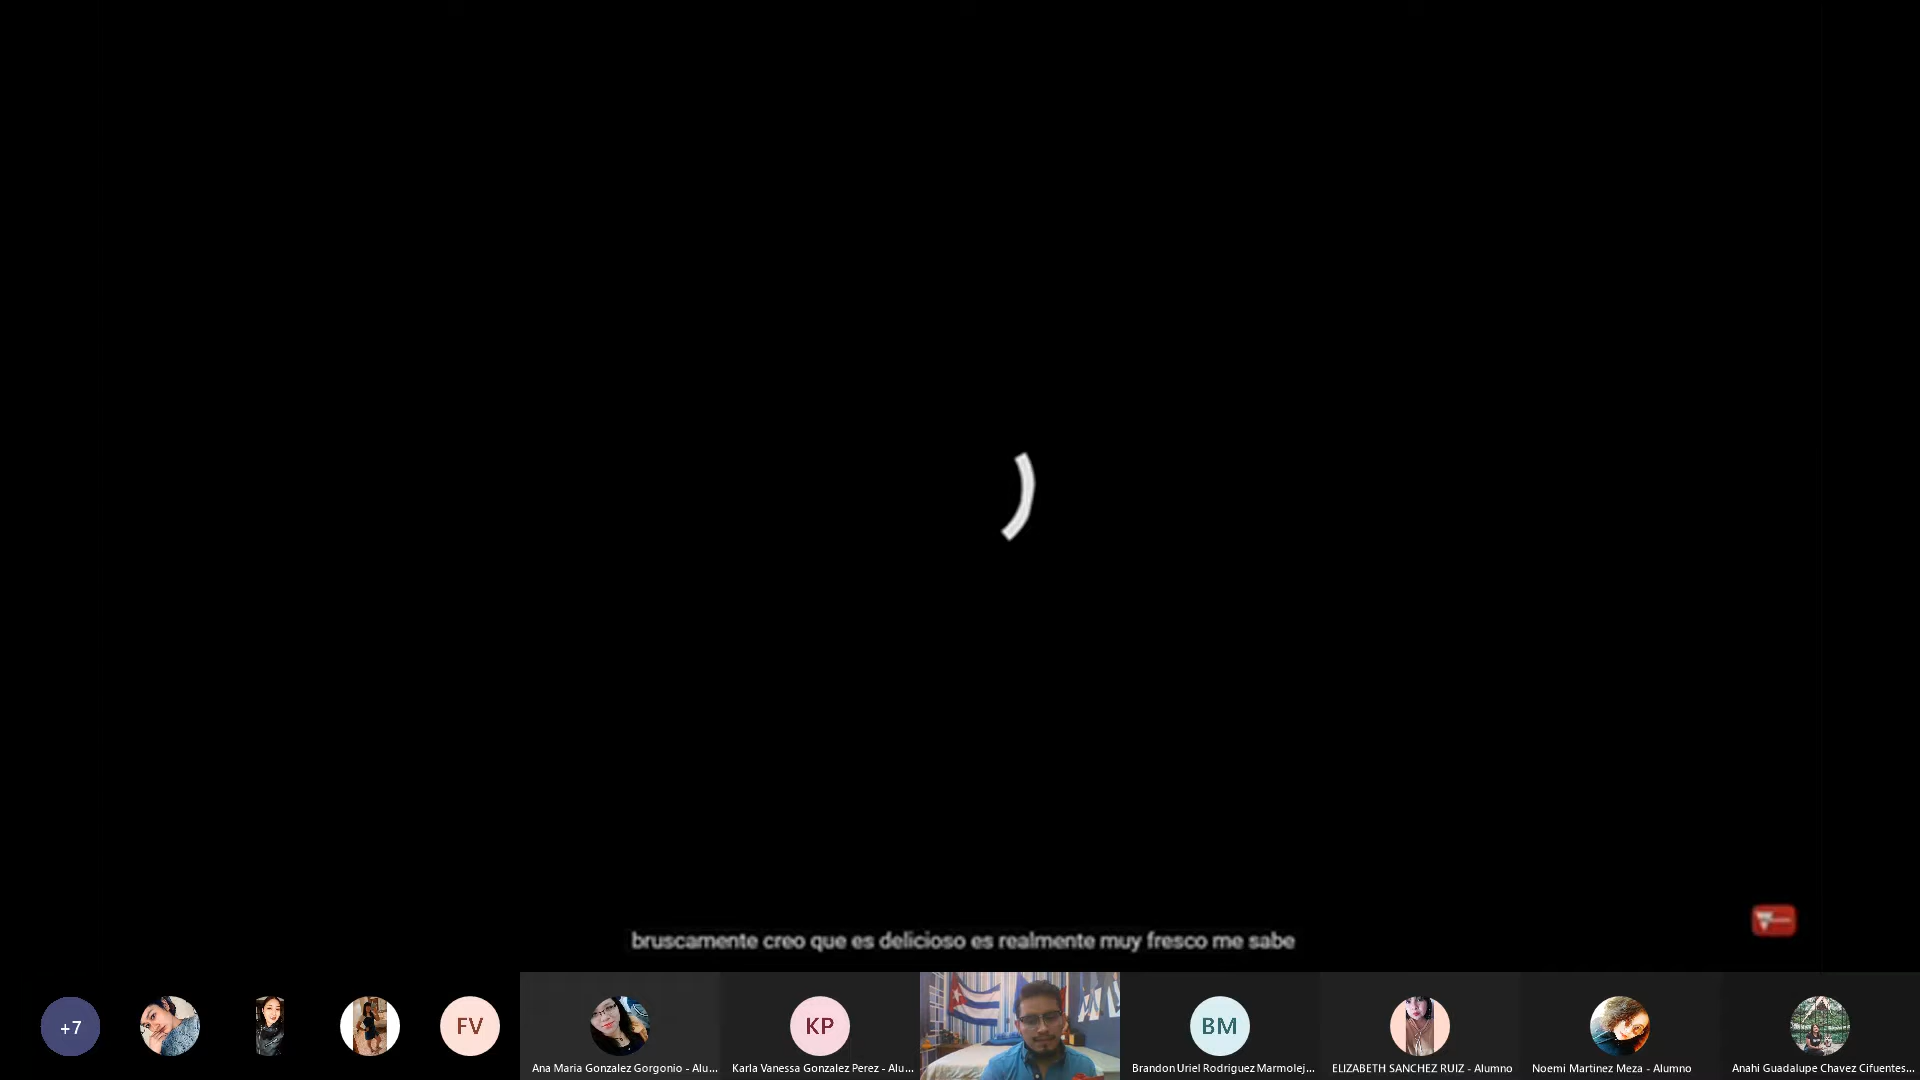 bruscamente creo que es delicioso es realmente muy fresco me sabe
+7
FV
KP
BM
Ana Maria Gonzalez Gorgonio - Alu...
Karla Vanessa Gonzalez Perez - Alu...
Brandon Uriel Rodriguez Marmolej...
ELIZABETH SANCHEZ RUIZ - Alumno
Noemi Martinez Meza - Alumno
Anahi Guadalupe Chavez Cifuentes...